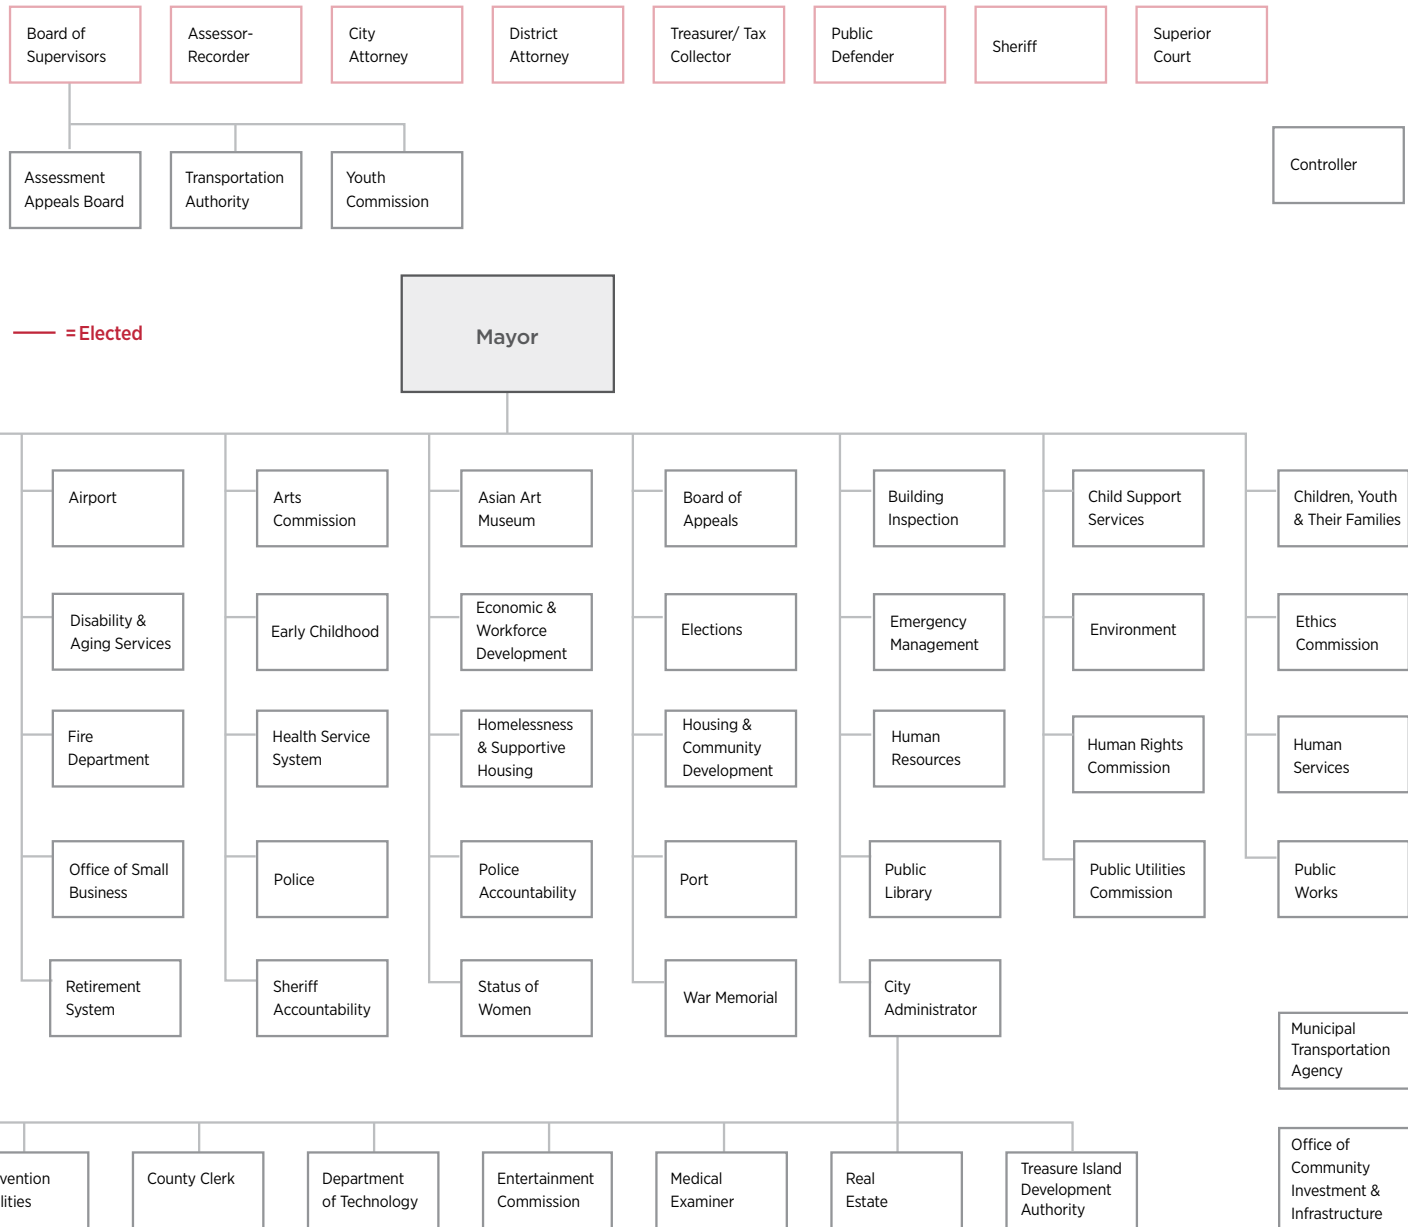 Board of
Supervisors
Assessor-
Recorder
City
Attorney
District
Attorney
Treasurer/ Tax
Collector
Public
Defender
Sheriff
Superior
Court
Assessment
Appeals Board
Transportation
Authority
Youth
Commission
Controller
= Elected
Mayor
Airport
Arts
Commission
Asian Art
Museum
Board of
Appeals
Building
Inspection
Child Support
Services
Children, Youth
& Their Families
Disability &
Aging Services
Early Childhood
Economic &
Workforce
Development
Elections
Emergency
Management
Environment
Ethics
Commission
Fire
Department
Health Service
System
Homelessness
& Supportive
Housing
Housing &
Community
Development
Human
Resources
Human Rights
Commission
Human
Services
Office of Small
Business
Police
Police
Accountability
Port
Public
Library
Public Utilities
Commission
Public
Works
Retirement
System
Sheriff
Accountability
Status of
Women
War Memorial
City
Administrator
Municipal
Transportation
Agency
vention
lities
County Clerk
Department
of Technology
Entertainment
Commission
Medical
Examiner
Real
Estate
Treasure Island
Development
Authority
Office of
Community
Investment &
Infrastructure